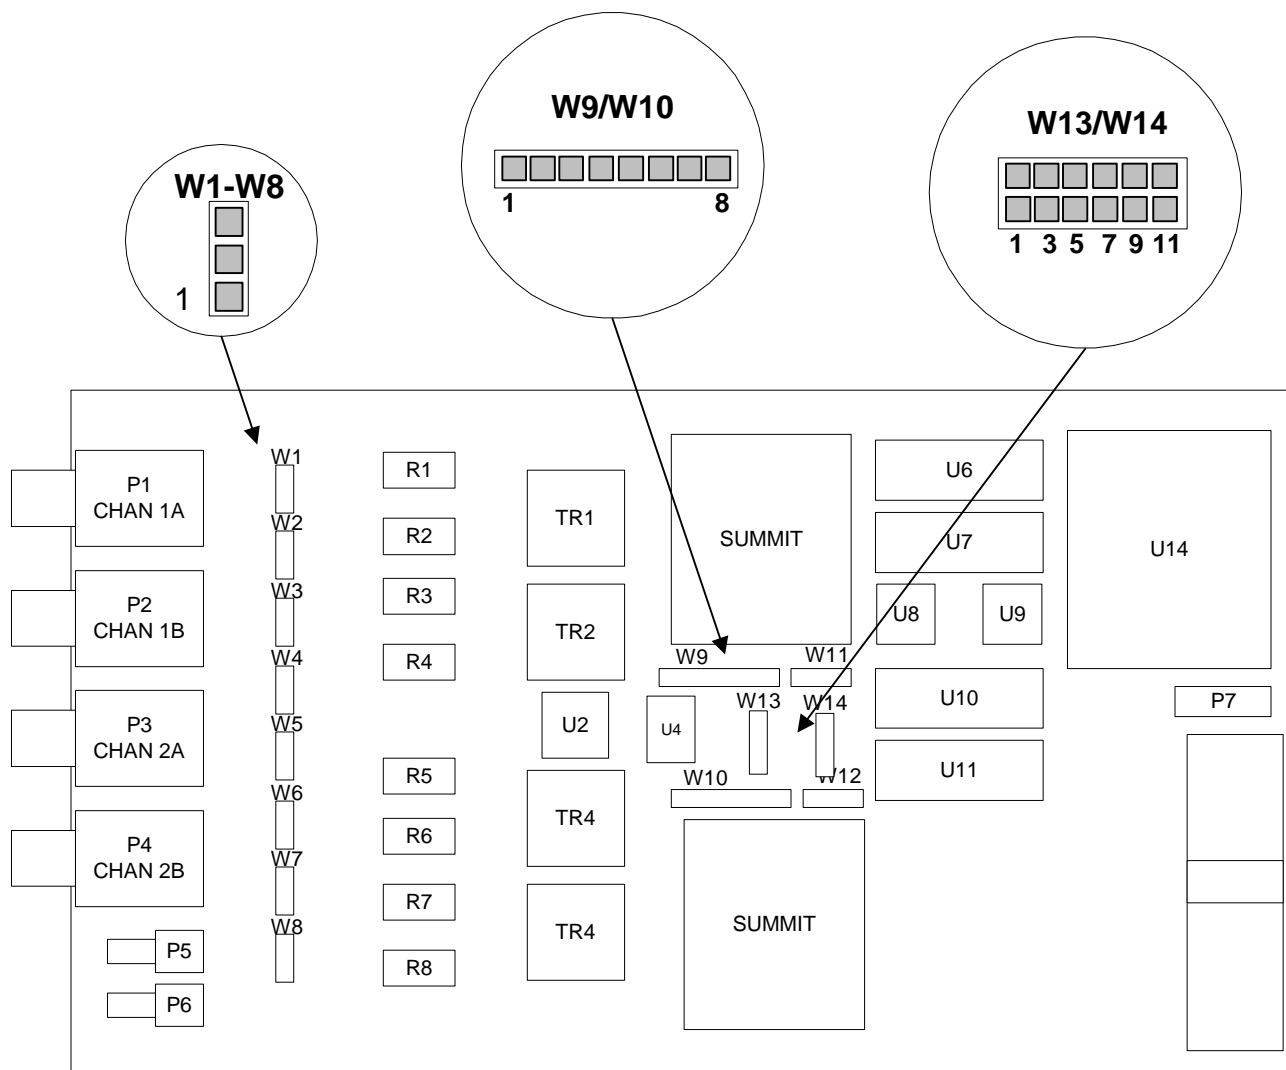 W9/W10
1 8
W13/W14
1 3 5 7 9 11
W1-W8
1
P1
CHAN 1A
P2
CHAN 1B
P3
CHAN 2A
P4
CHAN 2B
P5
P6
W1
W2
W3
W4
W5
W6
W7
W8
R1
R2
R3
R4
R5
R6
R7
R8
TR1
TR2
U2
TR4
TR4
SUMMIT
W9
W11
U4
W13
W14
W10
W12
SUMMIT
U6
U7
U8
U9
U10
U11
U14
P7